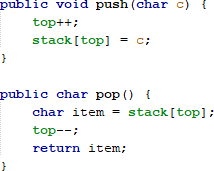 public void push(char c) {
    top++;
    stack[top] = c;
}
public char pop() {
    char item = stack[top];
    top--;
    return item;
}